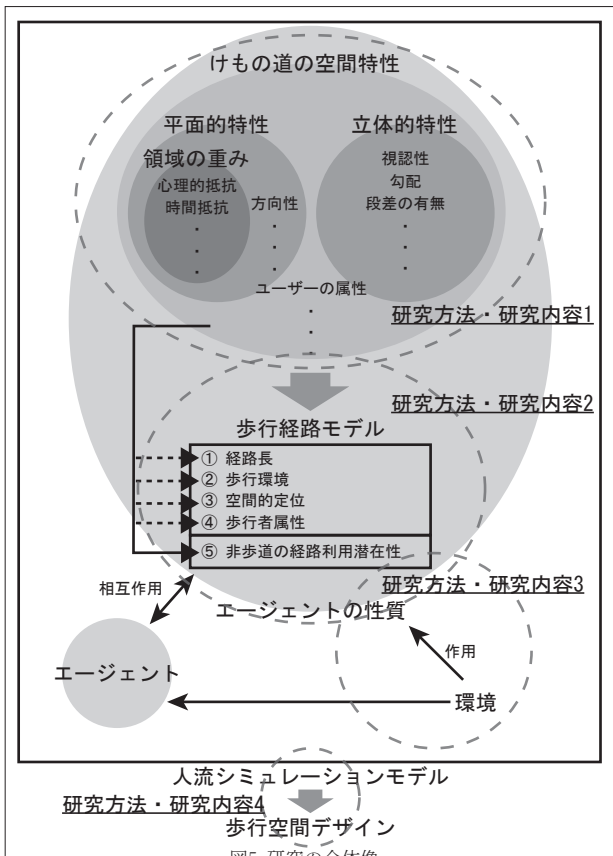 けもの道の空間特性
平面的特性
立体的特性
領域の重み
心理的抵抗
時間抵抗
方向性
視認性
勾配
段差の有無
ユーザーの属性
研究方法・研究内容1
研究方法・研究内容2
歩行経路モデル
① 経路長
② 歩行環境
③ 空間的定位
④ 歩行者属性
⑤ 非歩道の経路利用潜在性
研究方法・研究内容3
相互作用
エージェントの性質
作用
エージェント
環境
人流シミュレーションモデル
研究方法・研究内容4
歩行空間デザイン
図5 研究の全体像